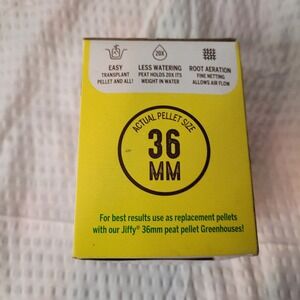 20X
EASY
TRANSPLANT
PELLET AND ALL!
LESS WATERING
PEAT HOLDS 20X ITS
WEIGHT IN WATER
ROOT AERATION
FINE NETTING
ALLOWS AIR FLOW
ACTUAL PELLET SIZE
36
MM
For best results use as replacement pellets
with our Jiffy® 36mm peat pellet Greenhouses!